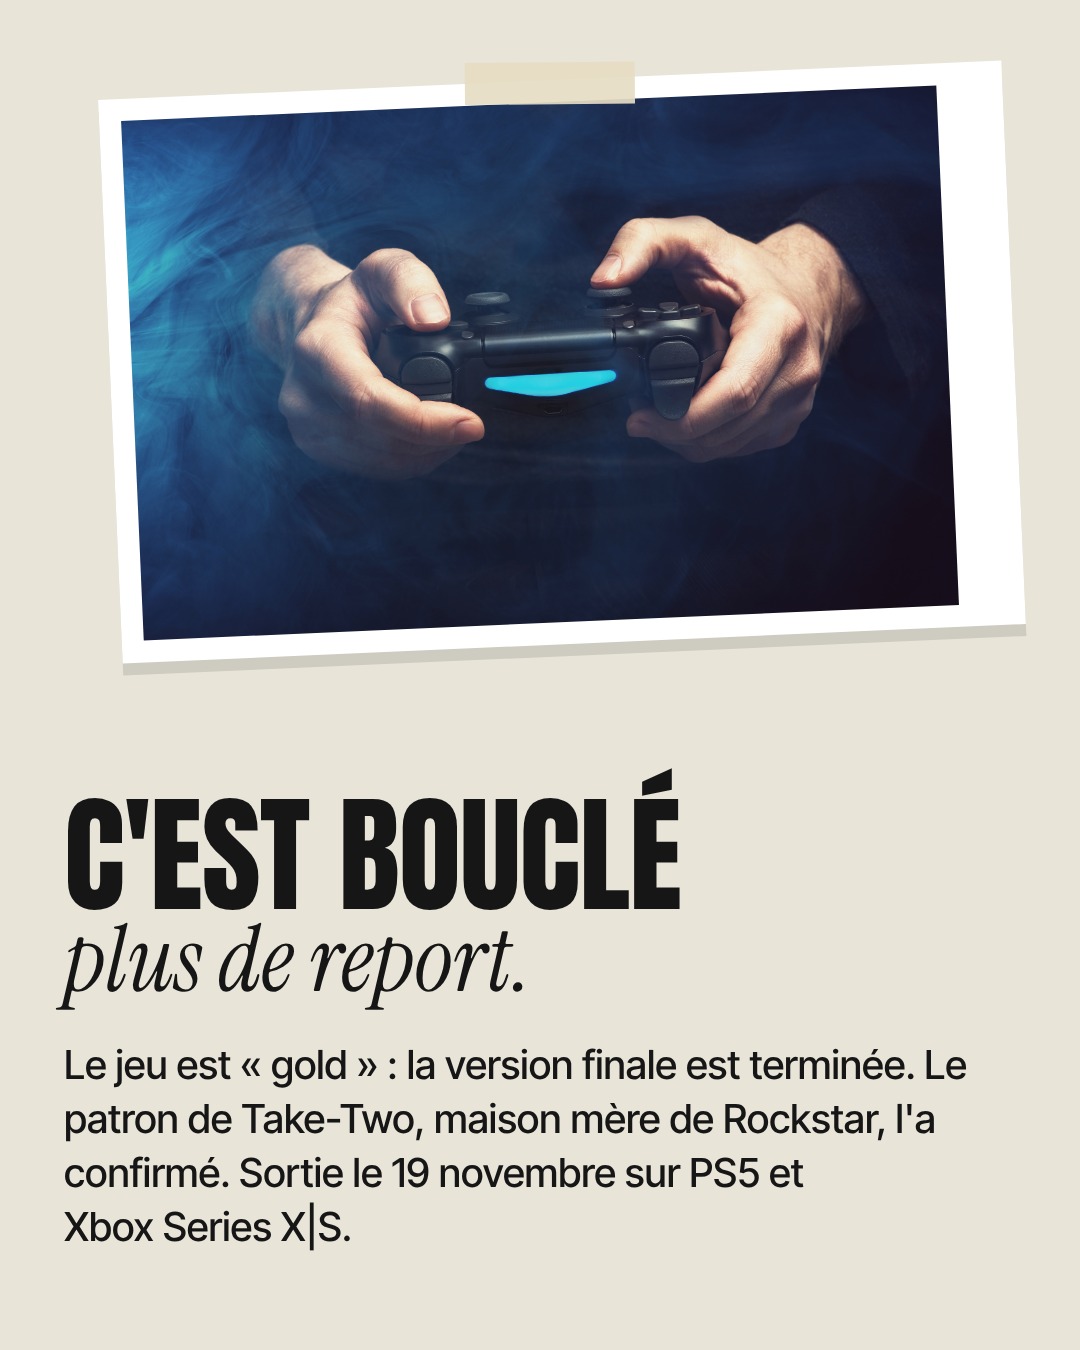 C'EST BOUCLÉ
plus de report.
Le jeu est « gold » : la version finale est terminée. Le
patron de Take-Two, maison mère de Rockstar, l'a
confirmé. Sortie le 19 novembre sur PS5 et
Xbox Series X|S.